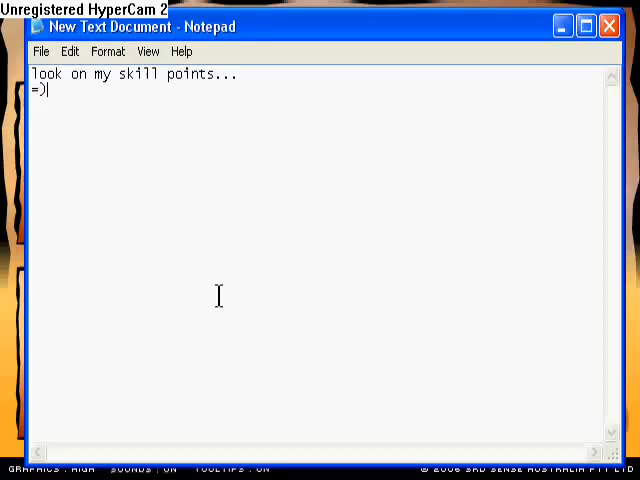 Unregistered HyperCam 2
New Text Document - Notepad
File Edit Format View Help
look on my skill points...
=)
GRAPHICS : HIGH SOUNDS : ON TOOLTIPS : ON © 2006 3RD SENSE AUSTRALIA PTY LTD